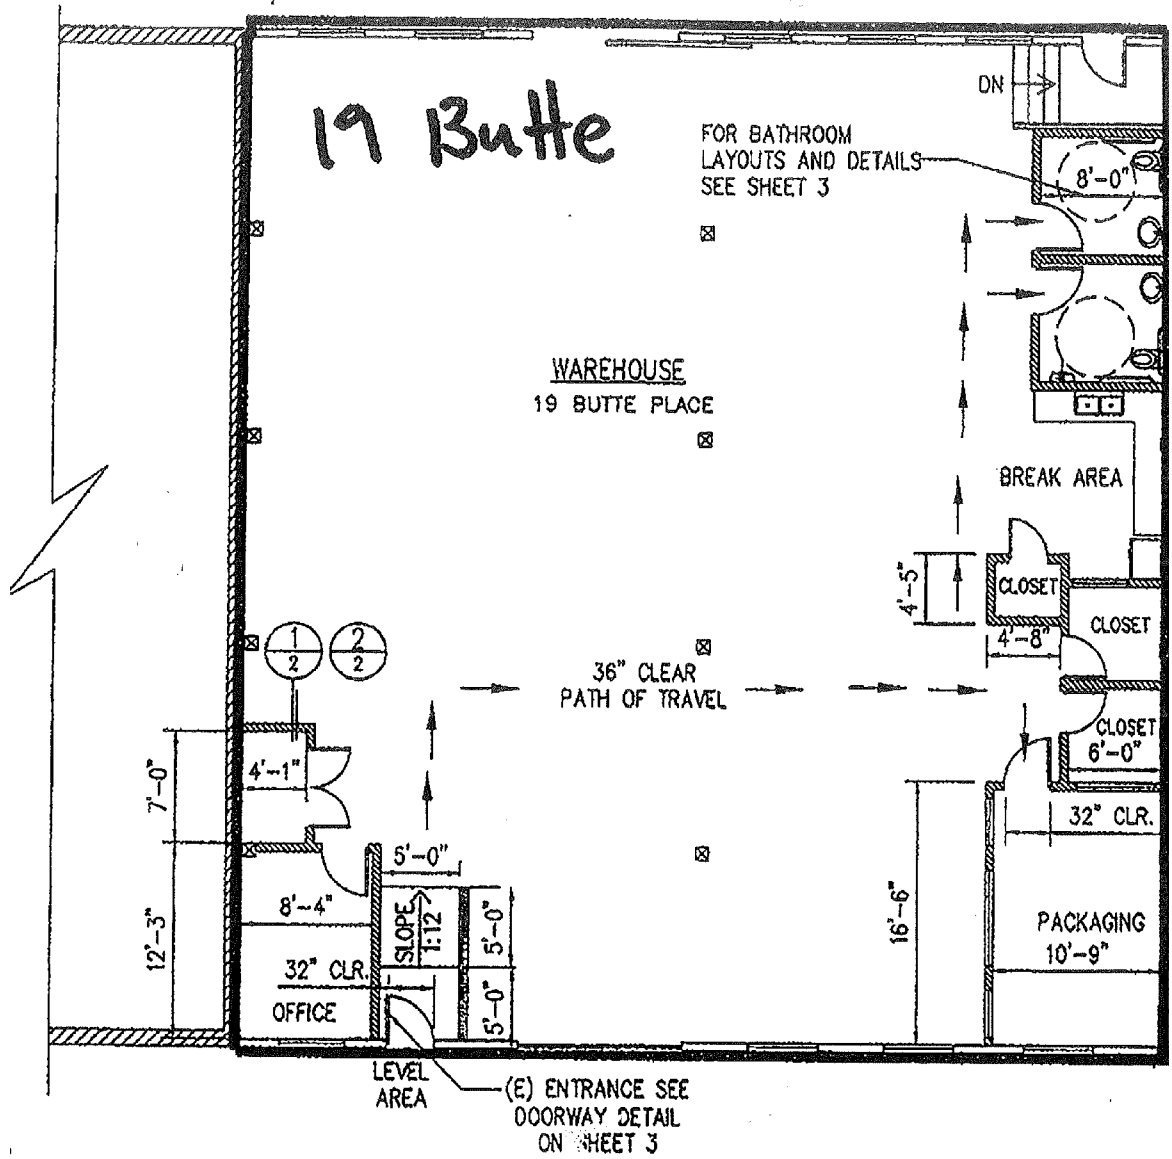 19 Butte
DN
FOR BATHROOM
LAYOUTS AND DETAILS
SEE SHEET 3
8'-0"
WAREHOUSE
19 BUTTE PLACE
BREAK AREA
CLOSET
4'-5"
4'-8"
CLOSET
1
2
2
2
36" CLEAR
PATH OF TRAVEL
CLOSET
6'-0"
4'-1"
7'-0"
32" CLR.
5'-0"
8'-4"
12'-3"
SLOPE
1:12
5'-0"
5'-0"
16'-6"
PACKAGING
10'-9"
32" CLR.
OFFICE
LEVEL
AREA
(E) ENTRANCE SEE
DOORWAY DETAIL
ON SHEET 3